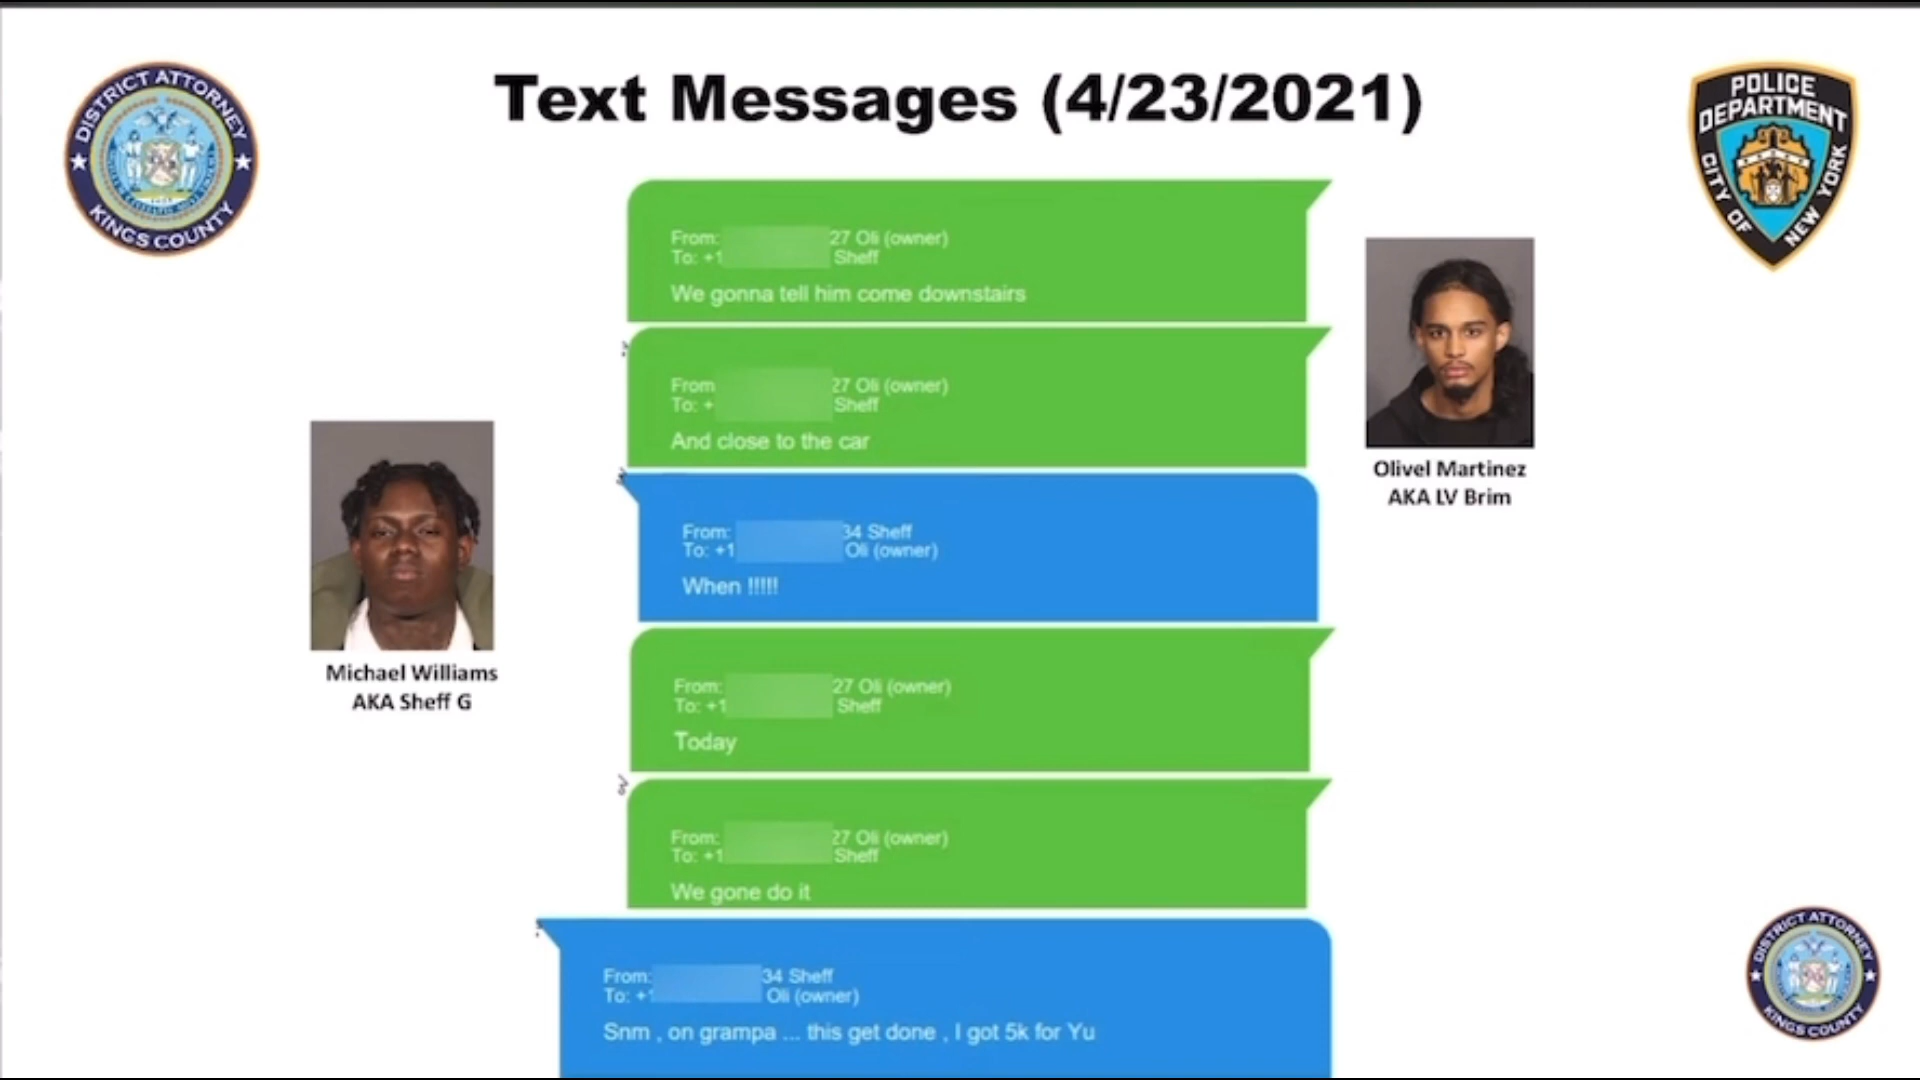 Text Messages (4/23/2021)
DISTRICT ATTORNEY
KINGS COUNTY
POLICE
DEPARTMENT
CITY OF
NEW YORK
From: 27 Oli (owner)
To: +1 Sheff
We gonna tell him come downstairs
From 27 Oli (owner)
To: + Sheff
And close to the car
Olivel Martinez
AKA LV Brim
From: 34 Sheff
To: +1 Oli (owner)
When !!!!!
Michael Williams
AKA Sheff G
From: 27 Oli (owner)
To: +1 Sheff
Today
From: 27 Oli (owner)
To: +1 Sheff
We gone do it
From: 34 Sheff
To: +1 Oli (owner)
Snm , on grampa ... this get done , I got 5k for Yu
DISTRICT ATTORNEY
KINGS COUNTY